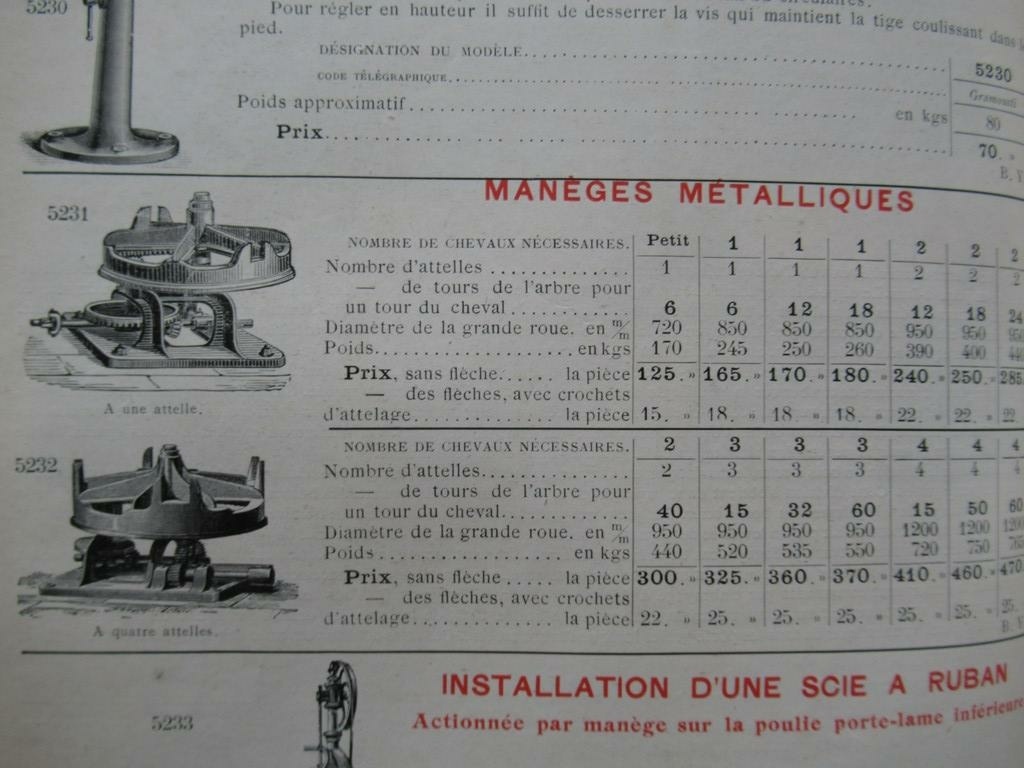 5230
Pour régler en hauteur il suffit de desserrer la vis qui maintient la tige coulissant dans
pied.
DÉSIGNATION DU MODÈLE........ 5230
CODE TÉLÉGRAPHIQUE........
Poids approximatif........ en kgs 80
Prix........ 70. »
MANÈGES MÉTALLIQUES
5231
NOMBRE DE CHEVAUX NÉCESSAIRES. Petit 1 1 1 2 2 2
Nombre d'attelles ............. 1 1 1 1 2 2 2
— de tours de l'arbre pour
un tour du cheval ............ 6 6 12 18 12 18 24
Diamètre de la grande roue. en m/m 720 850 850 850 950 950 950
Poids.................... en kgs 170 245 250 260 390 400 440
Prix, sans flèche....... la pièce 125. » 165. » 170. » 180. » 240. » 250. » 285.
— des flèches, avec crochets
d'attelage.............. la pièce 15. » 18. » 18 » 18. » 22. » 22. » 22
A une attelle.
5232
NOMBRE DE CHEVAUX NÉCESSAIRES. 2 3 3 3 4 4 4
Nombre d'attelles.............. 2 3 3 3 4 4 4
— de tours de l'arbre pour
un tour du cheval............. 40 15 32 60 15 50 60
Diamètre de la grande roue. en m/m 950 950 950 950 1200 1200 1200
Poids.................... en kgs 440 520 535 550 720 750
Prix, sans flèche ..... la pièce 300. » 325. » 360. » 370. » 410. » 460. » 470.
— des flèches, avec crochets
d'attelage.............. la pièce 22. » 25. » 25. » 25. » 25. » 25. » 25.
A quatre attelles.
INSTALLATION D'UNE SCIE A RUBAN
Actionnée par manège sur la poulie porte-lame inférieure
5233